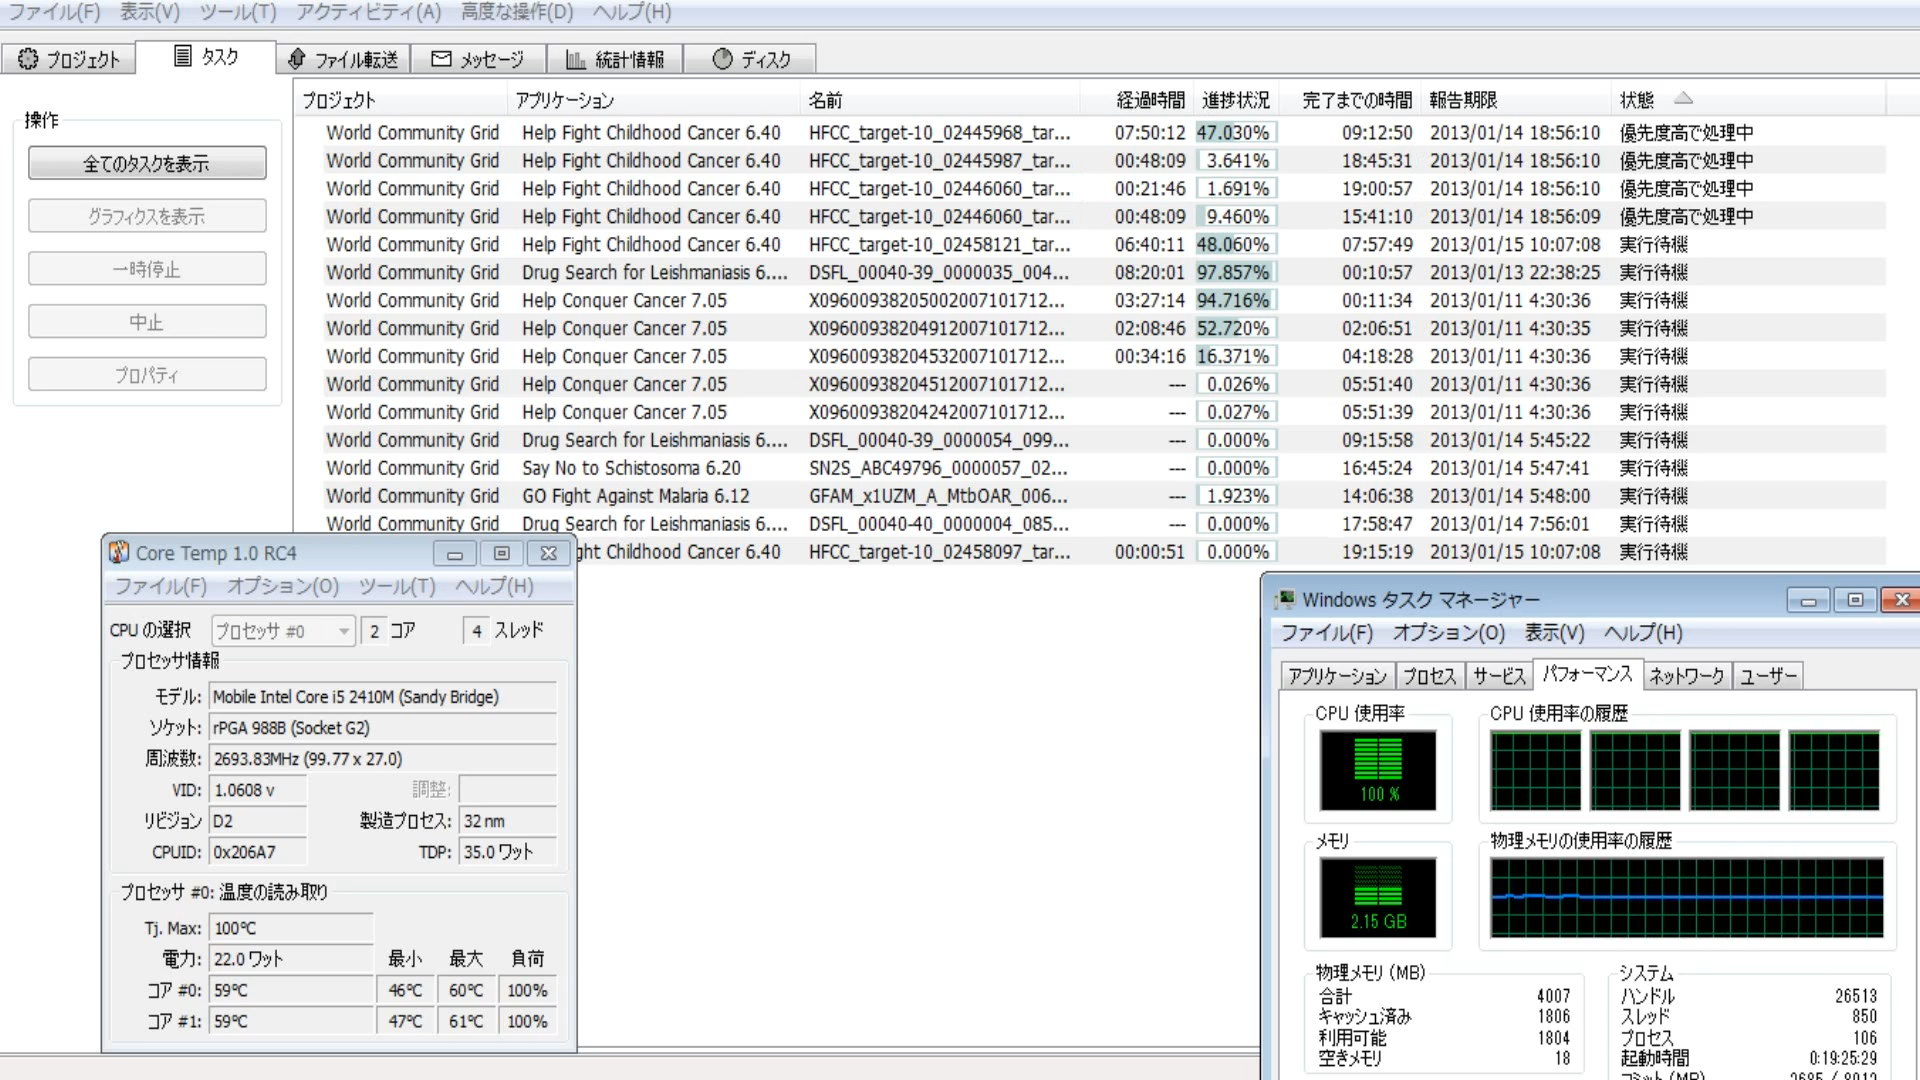 ファイル(F) 表示(V) ツール(T) アクティビティ(A) 高度な操作(D) ヘルプ(H)
プロジェクト タスク ファイル転送 メッセージ 統計情報 ディスク
操作
全てのタスクを表示
グラフィクスを表示
一時停止
中止
プロパティ
プロジェクト アプリケーション 名前 経過時間 進捗状況 完了までの時間 報告期限 状態
World Community Grid Help Fight Childhood Cancer 6.40 HFCC_target-10_02445968_tar... 07:50:12 47.030% 09:12:50 2013/01/14 18:56:10 優先度高で処理中
World Community Grid Help Fight Childhood Cancer 6.40 HFCC_target-10_02445987_tar... 00:48:09 3.641% 18:45:31 2013/01/14 18:56:10 優先度高で処理中
World Community Grid Help Fight Childhood Cancer 6.40 HFCC_target-10_02446060_tar... 00:21:46 1.691% 19:00:57 2013/01/14 18:56:10 優先度高で処理中
World Community Grid Help Fight Childhood Cancer 6.40 HFCC_target-10_02446060_tar... 00:48:09 9.460% 15:41:10 2013/01/14 18:56:09 優先度高で処理中
World Community Grid Help Fight Childhood Cancer 6.40 HFCC_target-10_02458121_tar... 06:40:11 48.060% 07:57:49 2013/01/15 10:07:08 実行待機
World Community Grid Drug Search for Leishmaniasis 6.... DSFL_00040-39_0000035_004... 08:20:01 97.857% 00:10:57 2013/01/13 22:38:25 実行待機
World Community Grid Help Conquer Cancer 7.05 X0960093820500200710171​2... 03:27:14 94.716% 00:11:34 2013/01/11 4:30:36 実行待機
World Community Grid Help Conquer Cancer 7.05 X0960093820491200710171​2... 02:08:46 52.720% 02:06:51 2013/01/11 4:30:35 実行待機
World Community Grid Help Conquer Cancer 7.05 X0960093820453200710171​2... 00:34:16 16.371% 04:18:28 2013/01/11 4:30:36 実行待機
World Community Grid Help Conquer Cancer 7.05 X0960093820451200710171​2... --- 0.026% 05:51:40 2013/01/11 4:30:36 実行待機
World Community Grid Help Conquer Cancer 7.05 X0960093820424200710171​2... --- 0.027% 05:51:39 2013/01/11 4:30:36 実行待機
World Community Grid Drug Search for Leishmaniasis 6.... DSFL_00040-39_0000054_099... --- 0.000% 09:15:58 2013/01/14 5:45:22 実行待機
World Community Grid Say No to Schistosoma 6.20 SN2S_ABC49796_0000057_02... --- 0.000% 16:45:24 2013/01/14 5:47:41 実行待機
World Community Grid GO Fight Against Malaria 6.12 GFAM_x1UZM_A_MtbOAR_006... --- 1.923% 14:06:38 2013/01/14 5:48:00 実行待機
World Community Grid Drug Search for Leishmaniasis 6.... DSFL_00040-40_0000004_085... --- 0.000% 17:58:47 2013/01/14 7:56:01 実行待機
ght Childhood Cancer 6.40 HFCC_target-10_02458097_tar... 00:00:51 0.000% 19:15:19 2013/01/15 10:07:08 実行待機
Core Temp 1.0 RC4
ファイル(F) オプション(O) ツール(T) ヘルプ(H)
CPU の選択 プロセッサ #0 2 コア 4 スレッド
プロセッサ情報
モデル: Mobile Intel Core i5 2410M (Sandy Bridge)
ソケット: rPGA 988B (Socket G2)
周波数: 2693.83MHz (99.77 x 27.0)
VID: 1.0608 v 調整:
リビジョン D2 製造プロセス: 32 nm
CPUID: 0x206A7 TDP: 35.0 ワット
プロセッサ #0: 温度の読み取り
Tj. Max: 100℃
電力: 22.0 ワット 最小 最大 負荷
コア #0: 59℃ 46℃ 60℃ 100%
コア #1: 59℃ 47℃ 61℃ 100%
Windows タスク マネージャー
ファイル(F) オプション(O) 表示(V) ヘルプ(H)
アプリケーション プロセス サービス パフォーマンス ネットワーク ユーザー
CPU 使用率 CPU 使用率の履歴
100 %
メモリ 物理メモリの使用率の履歴
2.15 GB
物理メモリ (MB)
合計 4007
キャッシュ済み 1806
利用可能 1804
空きメモリ 18
システム
ハンドル 26513
スレッド 850
プロセス 106
起動時間 0:19:25:29